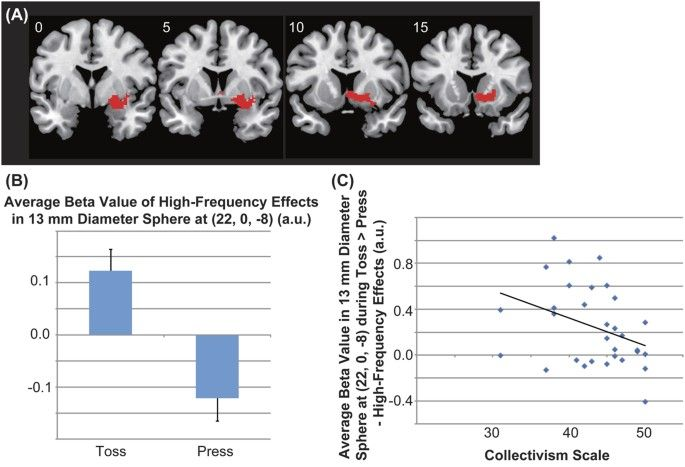 (A)
0
5
10
15
(B)
Average Beta Value of High-Frequency Effects
in 13 mm Diameter Sphere at (22, 0, -8) (a.u.)
0.1
0.0
-0.1
Toss
Press
(C)
Average Beta Value in 13 mm Diameter
Sphere at (22, 0, -8) during Toss > Press
- High-Frequency Effects (a.u.)
0.8
0.4
0.0
-0.4
30
40
50
Collectivism Scale